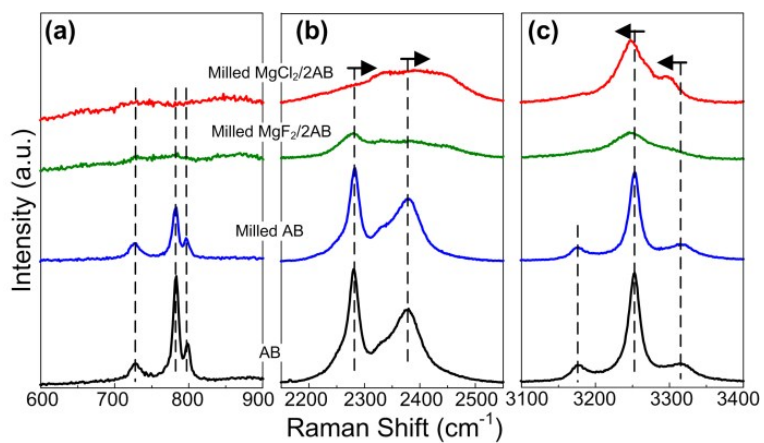 (a)
(b)
(c)
Milled MgCl₂/2AB
Milled MgF₂/2AB
Milled AB
AB
Intensity (a.u.)
600 700 800 900
2200 2300 2400 2500
3100 3200 3300 3400
Raman Shift (cm⁻¹)